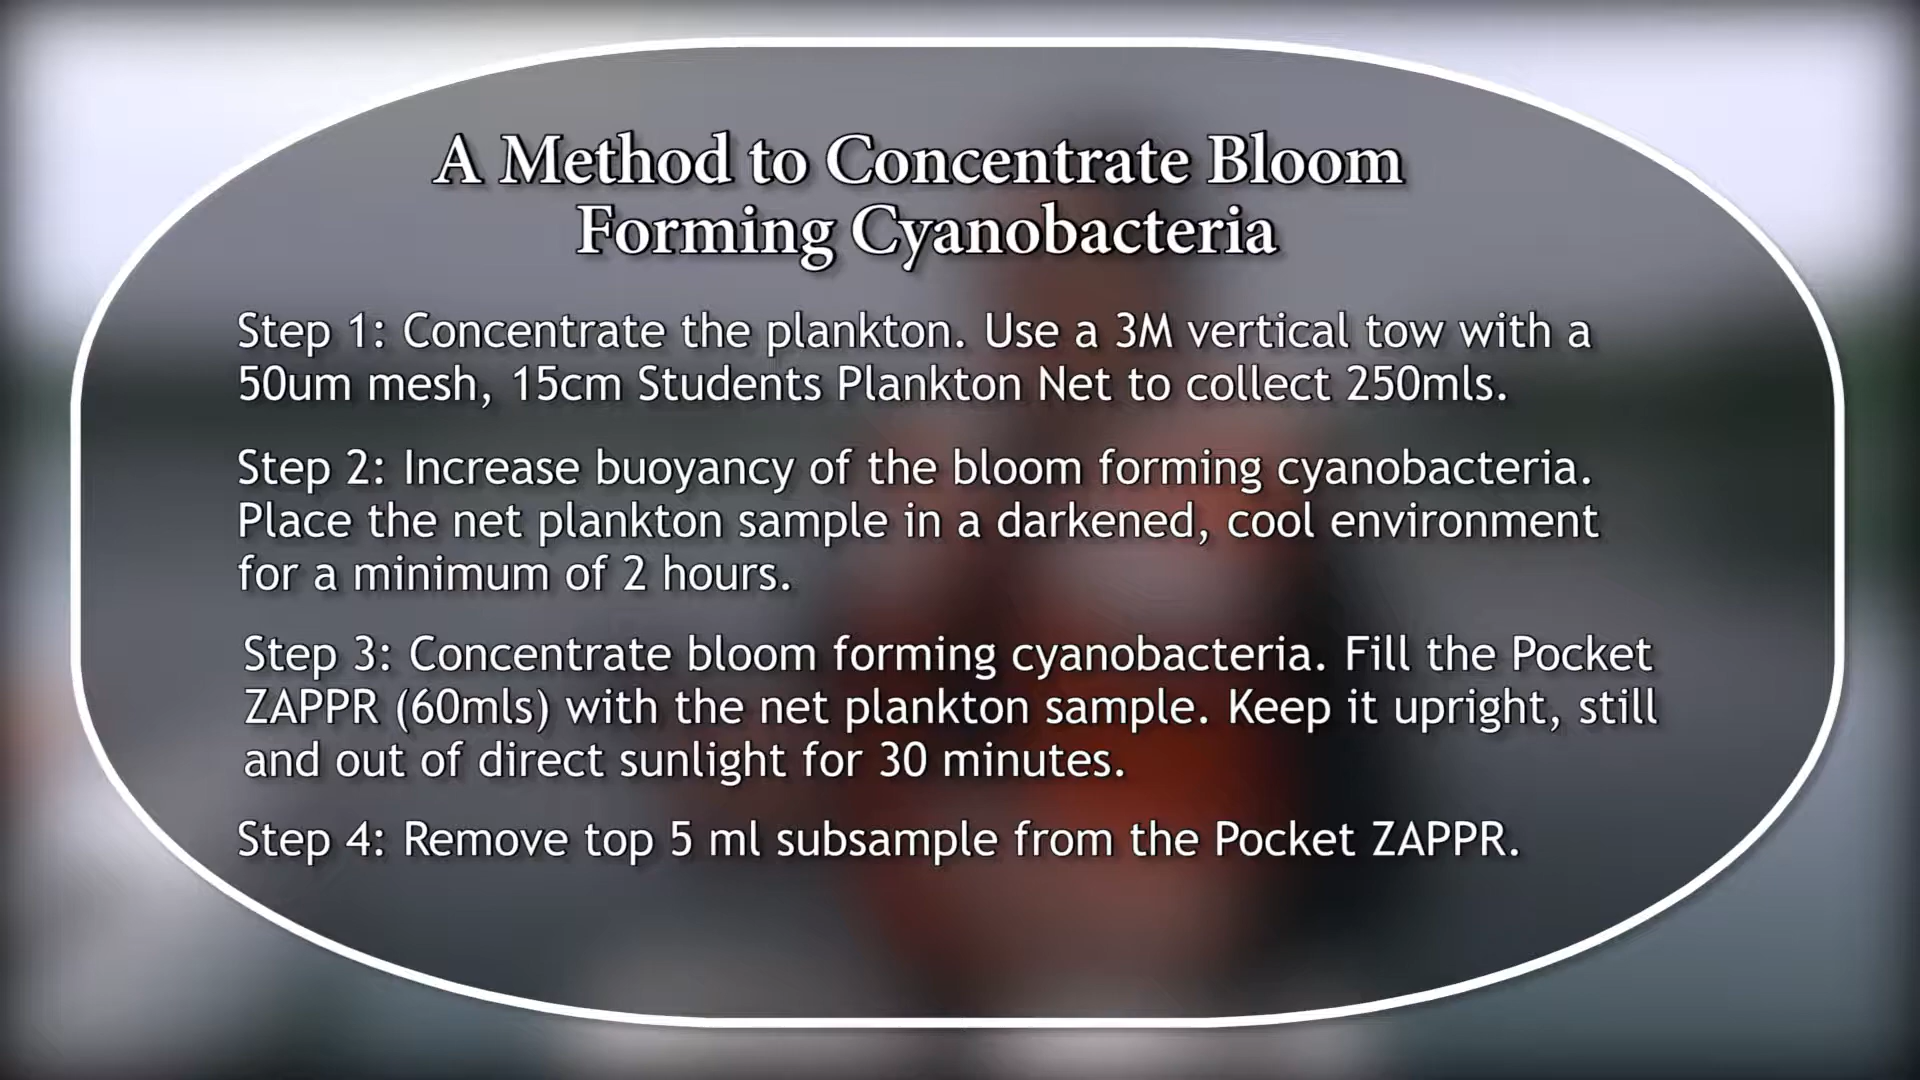 A Method to Concentrate Bloom
Forming Cyanobacteria
Step 1: Concentrate the plankton. Use a 3M vertical tow with a
50um mesh, 15cm Students Plankton Net to collect 250mls.
Step 2: Increase buoyancy of the bloom forming cyanobacteria.
Place the net plankton sample in a darkened, cool environment
for a minimum of 2 hours.
Step 3: Concentrate bloom forming cyanobacteria. Fill the Pocket
ZAPPR (60mls) with the net plankton sample. Keep it upright, still
and out of direct sunlight for 30 minutes.
Step 4: Remove top 5 ml subsample from the Pocket ZAPPR.